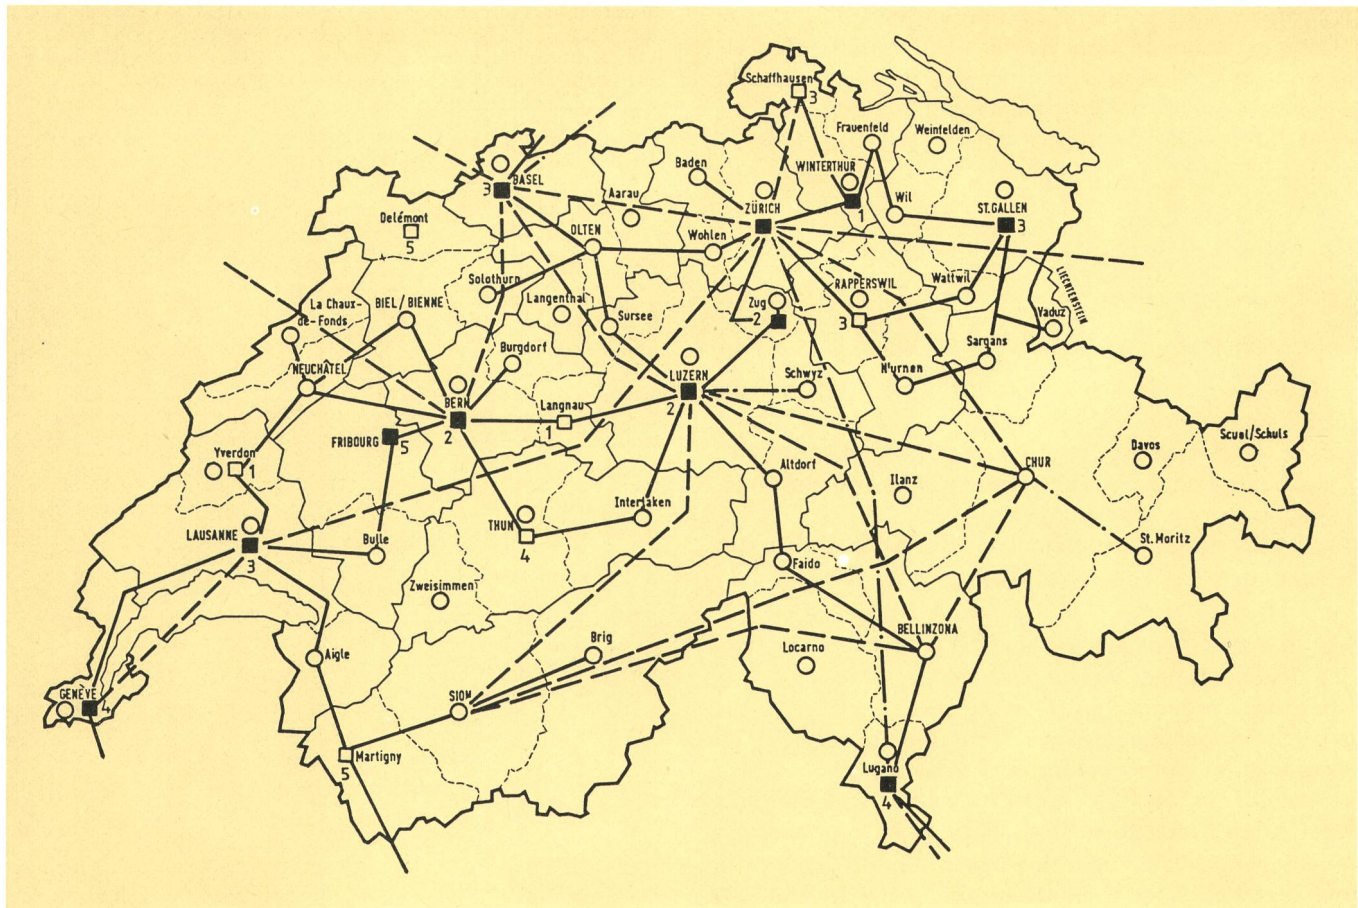 Schaffhausen
3
Frauenfeld
Weinfelden
Baden
WINTERTHUR
1
BASEL
3
Aarau
ZÜRICH
Wil
ST.GALLEN
3
Delémont
5
OLTEN
Wohlen
Solothurn
Langenthal
Zug
2
RAPPERSWIL
3
Wattwil
LIECHTENSTEIN
Vaduz
La Chaux-
de-Fonds
BIEL/BIENNE
Sursee
Sargans
Burgdorf
NEUCHÂTEL
LUZERN
2
Schwyz
N'urnen
BERN
2
Langnau
1
FRIBOURG
5
Scuol/Schuls
Davos
Yverdon
1
Altdorf
CHUR
Ilanz
Interlaken
THUN
4
LAUSANNE
3
Bulle
St.Moritz
Faido
Zweisimmen
BELLINZONA
Brig
Locarno
Aigle
GENÈVE
4
SION
Martigny
5
Lugano
4